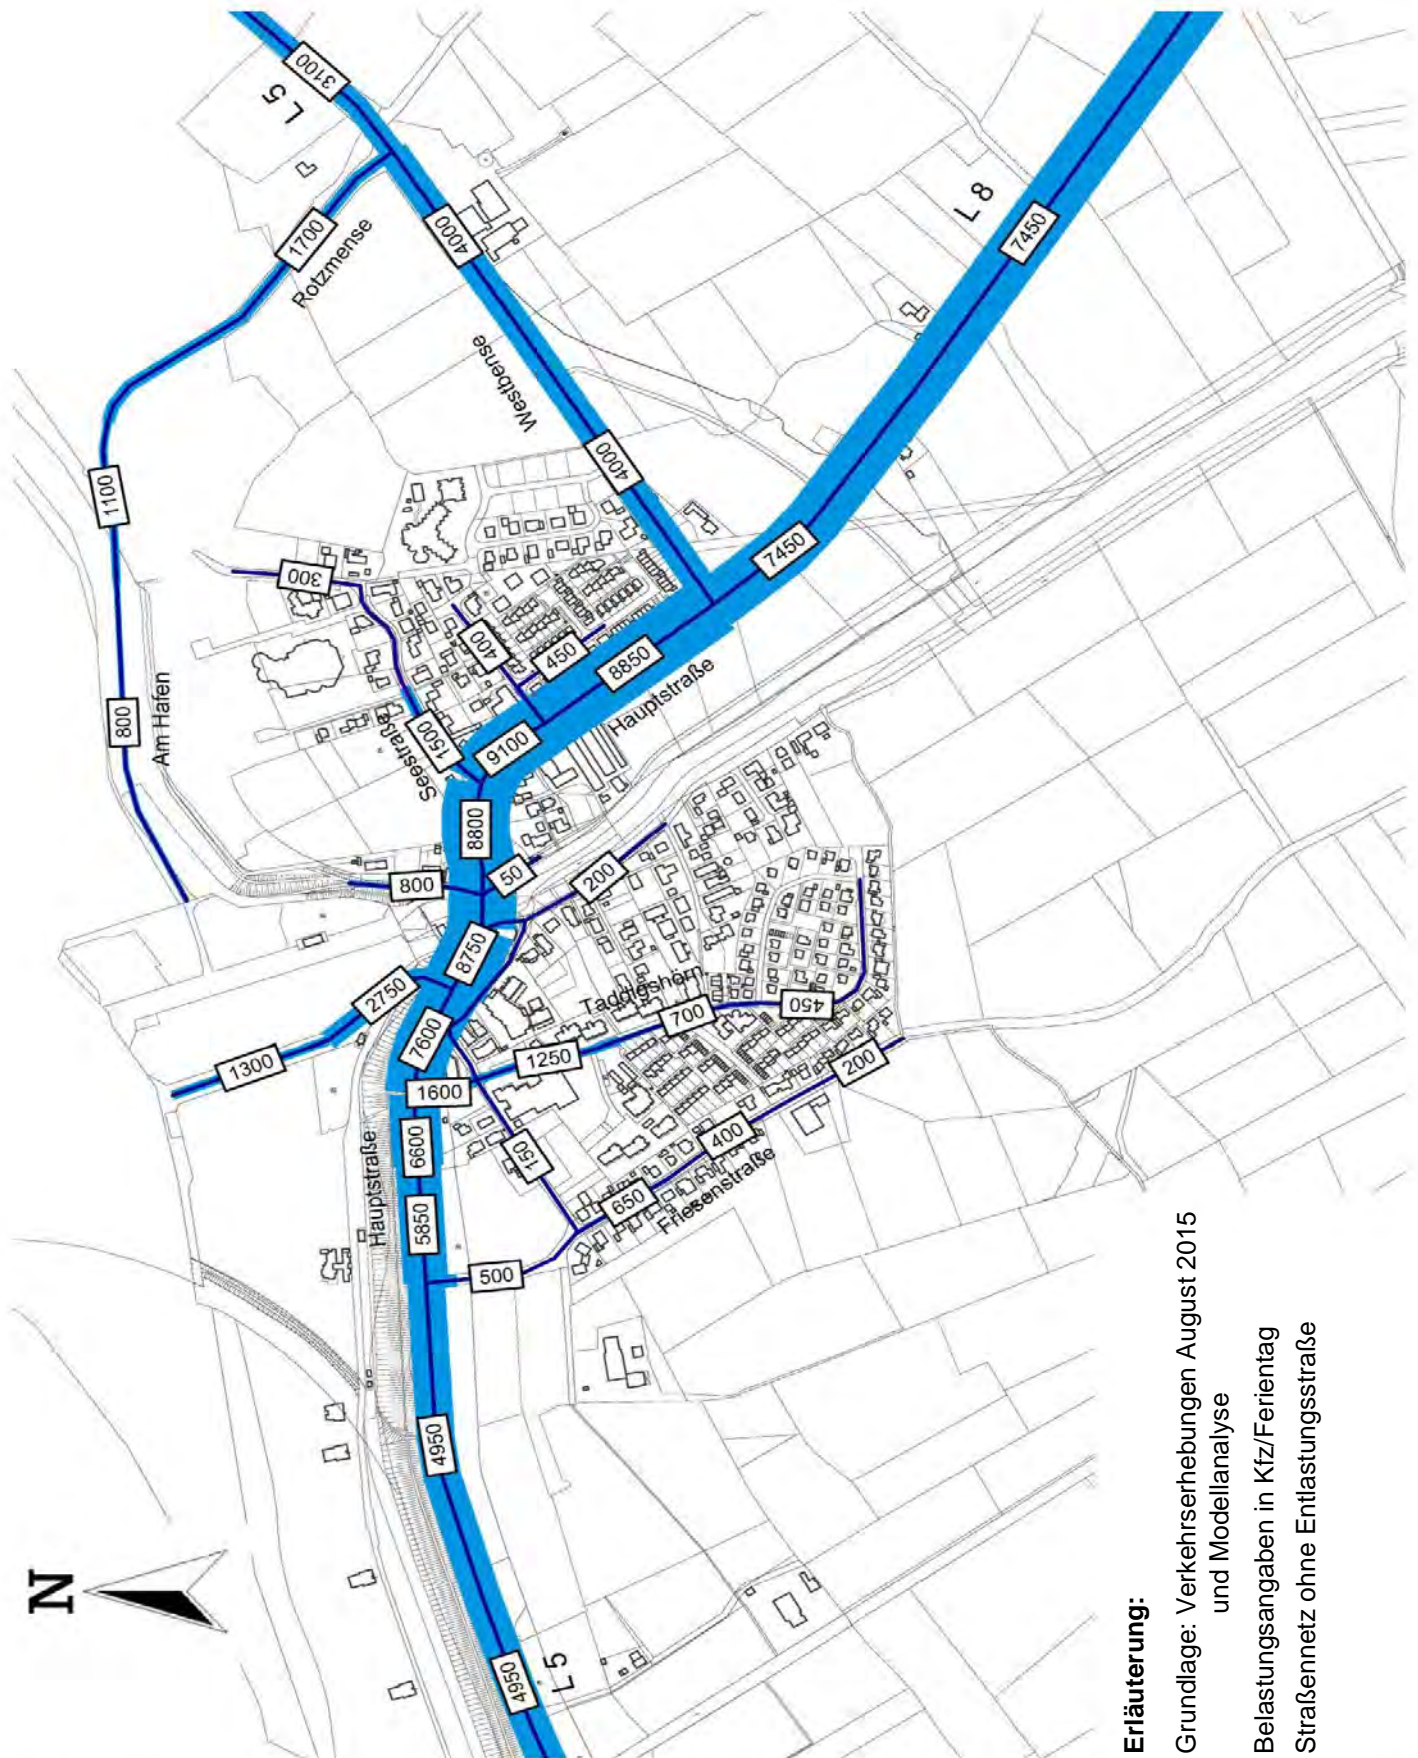 3100
L 5
1700
Rotzmense
4000
L 8
7450
Westbense
4000
1100
300
7450
400
450
8850
Hauptstraße
800
Am Hafen
Seestraße
1500
9100
8800
800
50
200
8750
2750
7600
1300
1600
1250
Taddigshörn
700
450
200
400
150
650
Friesenstraße
6600
Hauptstraße
5850
500
4950
4950
L 5
N
Erläuterung:
Grundlage: Verkehrserhebungen August 2015
und Modellanalyse
Belastungsangaben in Kfz/Ferientag
Straßennetz ohne Entlastungsstraße